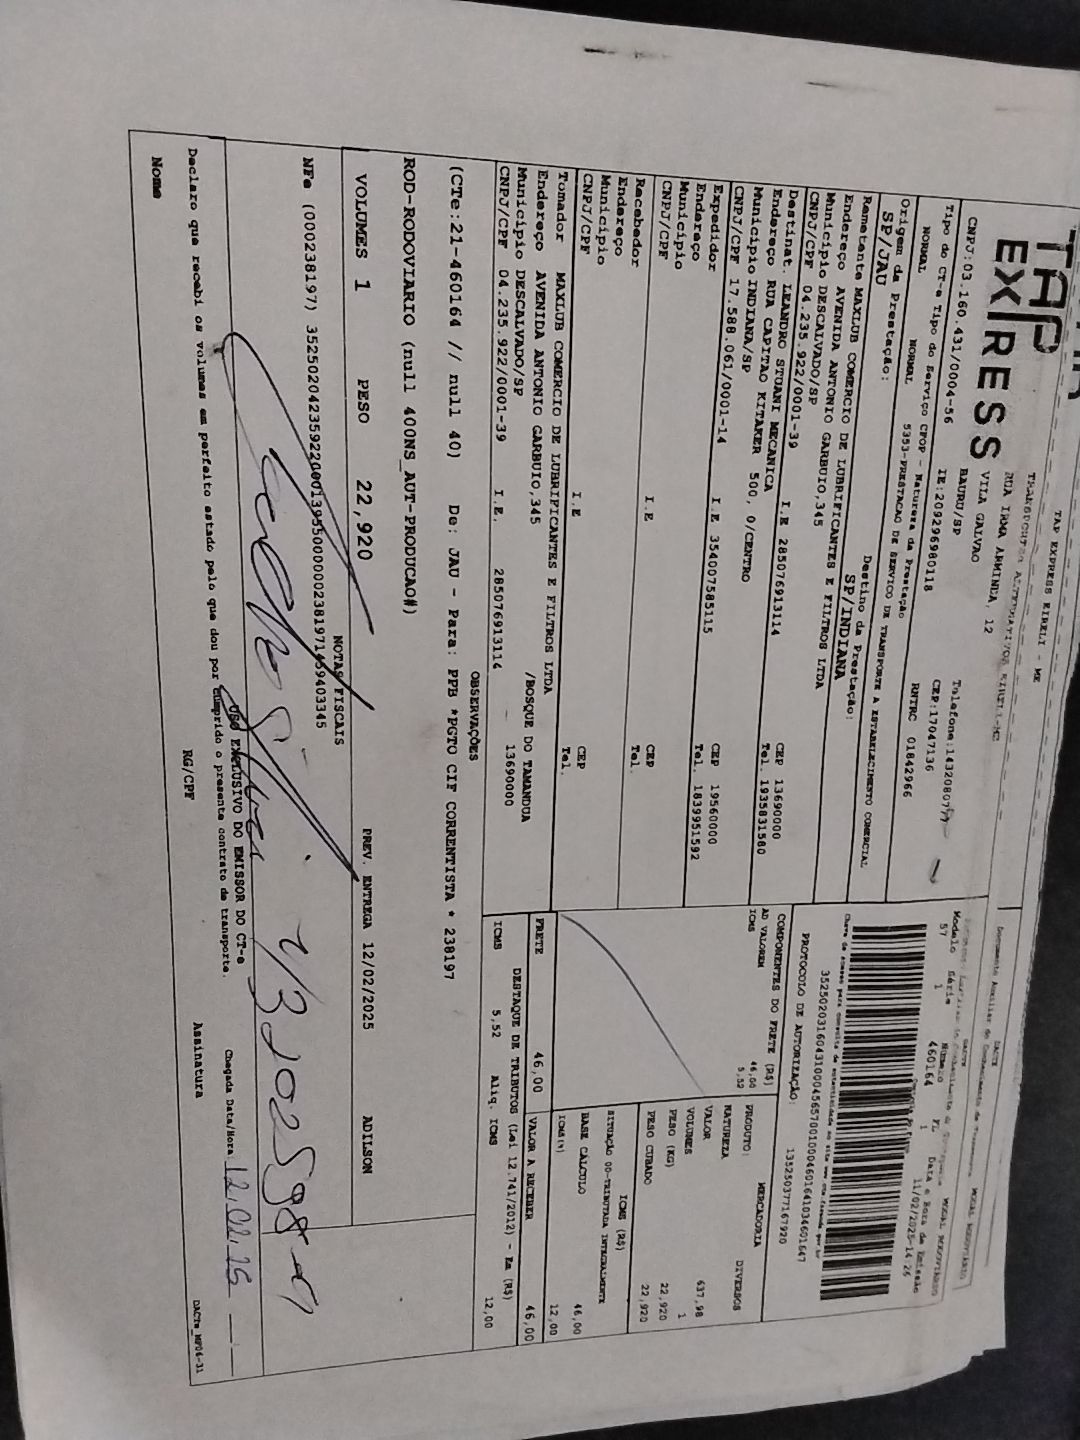 TAP EXPRESS EIRELI - ME
TAP
EXPRESS
RUA IRMA ARMINDA, 12
VILA GALVAO
BAURU/SP
CNPJ:03.160.431/0004-56
IE:209296980118
CEP:17047136
Tipo do CT-e Tipo do Serviço CFOP - Natureza da Prestação
RNTRC 01842966
NORMAL NORMAL 5353-PRESTACAO DE SERVICO DE TRANSPORTE A ESTABELECIMENTO COMERCIAL
Origem da Prestação: Destino da Prestação:
SP/JAU SP/INDIANA
Remetente MAXLUB COMERCIO DE LUBRIFICANTES E FILTROS LTDA
Endereço AVENIDA ANTONIO GARBUIO,345
Município DESCALVADO/SP CEP 13690000
CNPJ/CPF 04.235.922/0001-39 I.E 285076913114 Tel. 1935831580
Destinat. LEANDRO STUANI MECANICA
Endereço RUA CAPITAO KITAKER 500, 0/CENTRO
Município INDIANA/SP CEP 19560000
CNPJ/CPF 17.588.061/0001-14 I.E 354007585115 Tel. 1839951592
Expedidor
Endereço
Município CEP
CNPJ/CPF I.E Tel.
Recebedor
Endereço
Município CEP
CNPJ/CPF I.E Tel.
Tomador MAXLUB COMERCIO DE LUBRIFICANTES E FILTROS LTDA
Endereço AVENIDA ANTONIO GARBUIO,345 /BOSQUE DO TAMANDUA
Município DESCALVADO/SP 13690000
CNPJ/CPF 04.235.922/0001-39 I.E. 285076913114
Modelo Série Número FL Data e Hora de Emissão
57 1 460164 1 11/02/2025-14:26
35250203160431000456570010004601641034601647
PROTOCOLO DE AUTORIZAÇÃO: 135250377167920
COMPONENTES DO FRETE (R$)
AD VALOREM 46,00
ICMS 5,52
FRETE 46,00
PRODUTO: MERCADORIA
NATUREZA DIVERSOS
VALOR 637,98
VOLUMES 1
PESO (KG) 22,920
PESO CUBADO 22,920
ICMS (R$)
SITUAÇÃO 00-TRIBUTADA INTEGRALMENTE
BASE CÁLCULO 46,00
ICMS(%) 12,00
VALOR A RECEBER 46,00
DESTAQUE DE TRIBUTOS (Lei 12.741/2012) - Em (R$)
ICMS 5,52 Aliq. ICMS 12,00
OBSERVAÇÕES
(CTe:21-460164 // null 40) De: JAU - Para: PPB *PGTO CIF CORRENTISTA * 238197
ROD-RODOVIARIO (null 400NS_AUT-PRODUCAO#)
VOLUMES 1 PESO 22,920 PREV. ENTREGA 12/02/2025 ADILSON
NOTAS FISCAIS
NFe (000238197) 35250204235922000139550000002381971459403345
USO EXCLUSIVO DO EMISSOR DO CT-e
Declaro que recebi os volumes em perfeito estado pelo que dou por cumprido o presente contrato de transporte. Chegada Data/Hora:
Nome RG/CPF Assinatura
DACTe_MP04-31